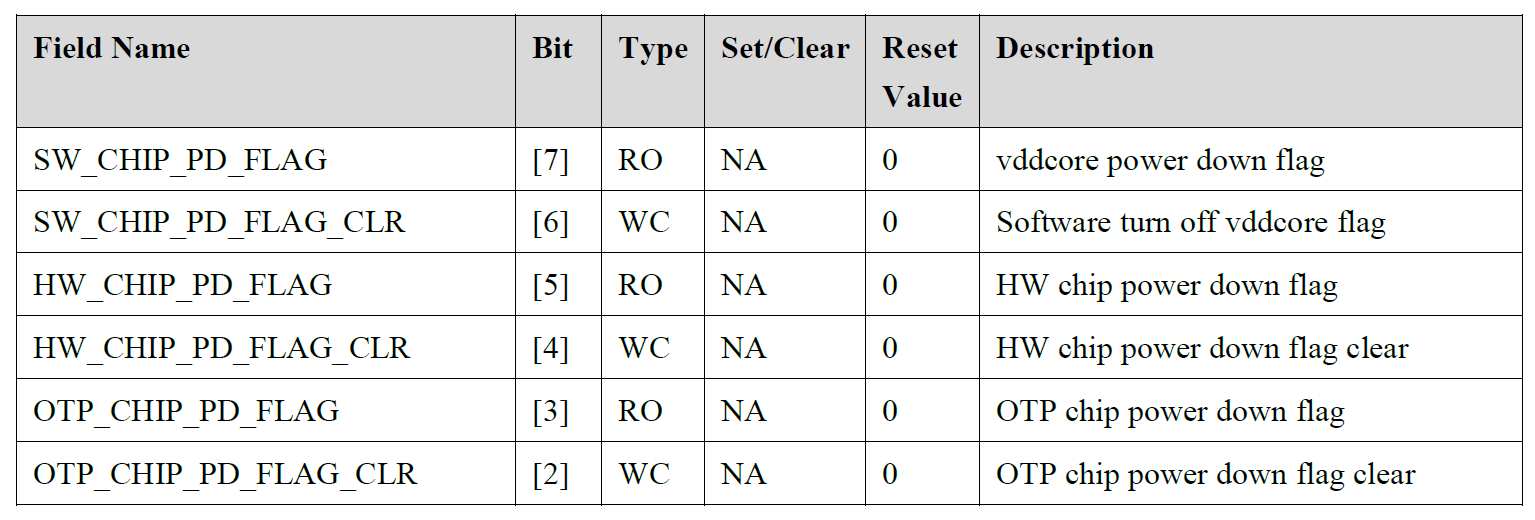 Field Name Bit Type Set/Clear Reset Value Description
SW_CHIP_PD_FLAG [7] RO NA 0 vddcore power down flag
SW_CHIP_PD_FLAG_CLR [6] WC NA 0 Software turn off vddcore flag
HW_CHIP_PD_FLAG [5] RO NA 0 HW chip power down flag
HW_CHIP_PD_FLAG_CLR [4] WC NA 0 HW chip power down flag clear
OTP_CHIP_PD_FLAG [3] RO NA 0 OTP chip power down flag
OTP_CHIP_PD_FLAG_CLR [2] WC NA 0 OTP chip power down flag clear